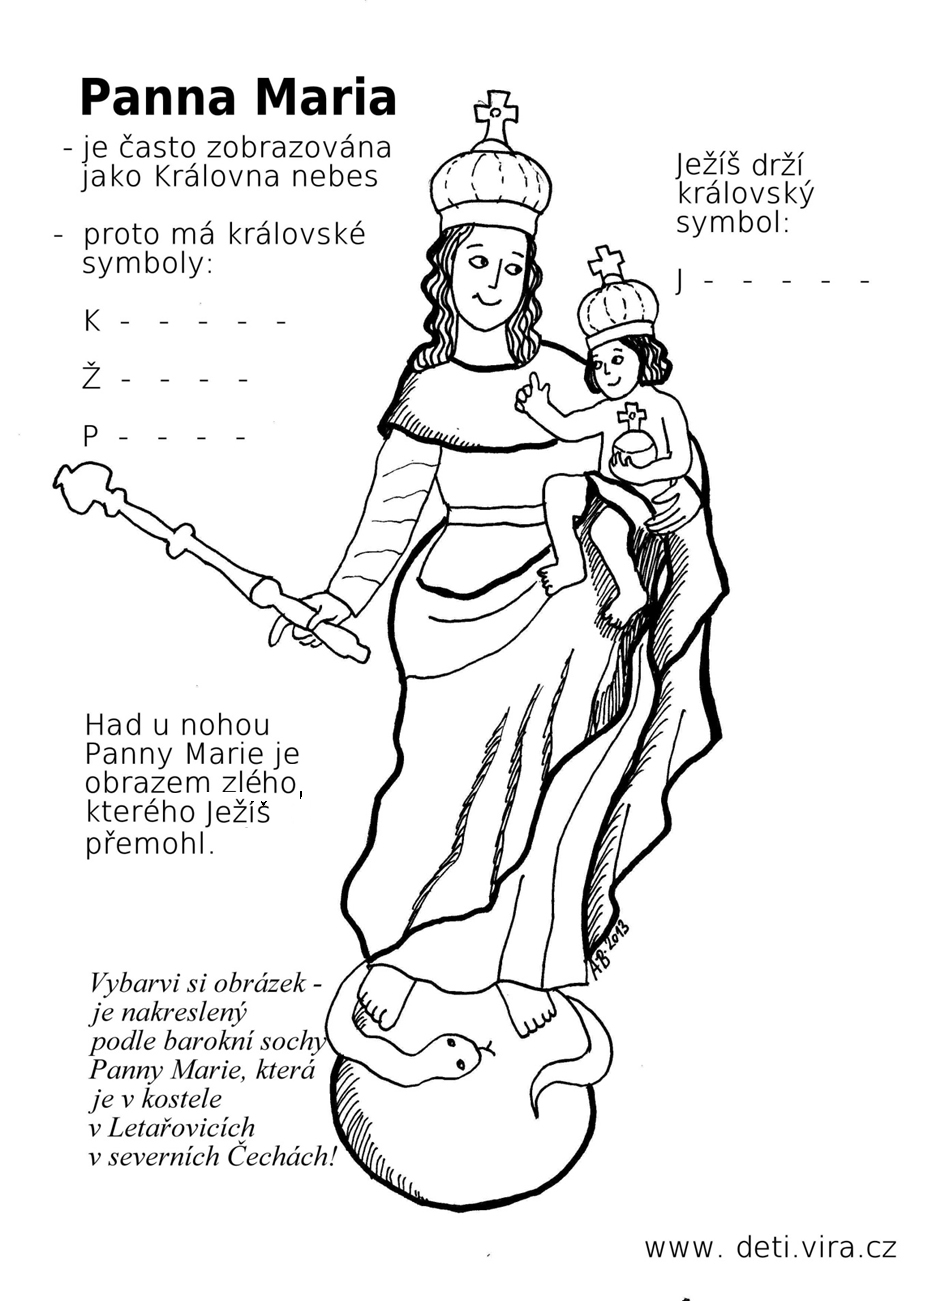 Panna Maria
- je často zobrazována
jako Královna nebes
- proto má královské
symboly:
K - - - - -
Ž - - - -
P - - - -
Ježíš drží
královský
symbol:
J - - - - -
Had u nohou
Panny Marie je
obrazem zlého,
kterého Ježíš
přemohl.
AB. 2013
Vybarvi si obrázek -
je nakreslený
podle barokní sochy
Panny Marie, která
je v kostele
v Letařovicích
v severních Čechách!
www. deti.vira.cz